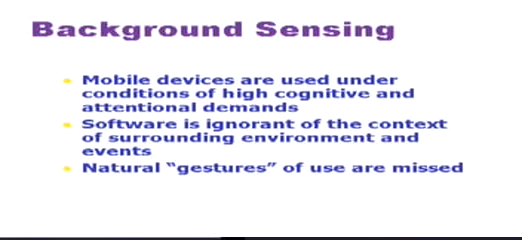 Background Sensing
Mobile devices are used under
conditions of high cognitive and
attentional demands
Software is ignorant of the context
of surrounding environment and
events
Natural “gestures” of use are missed